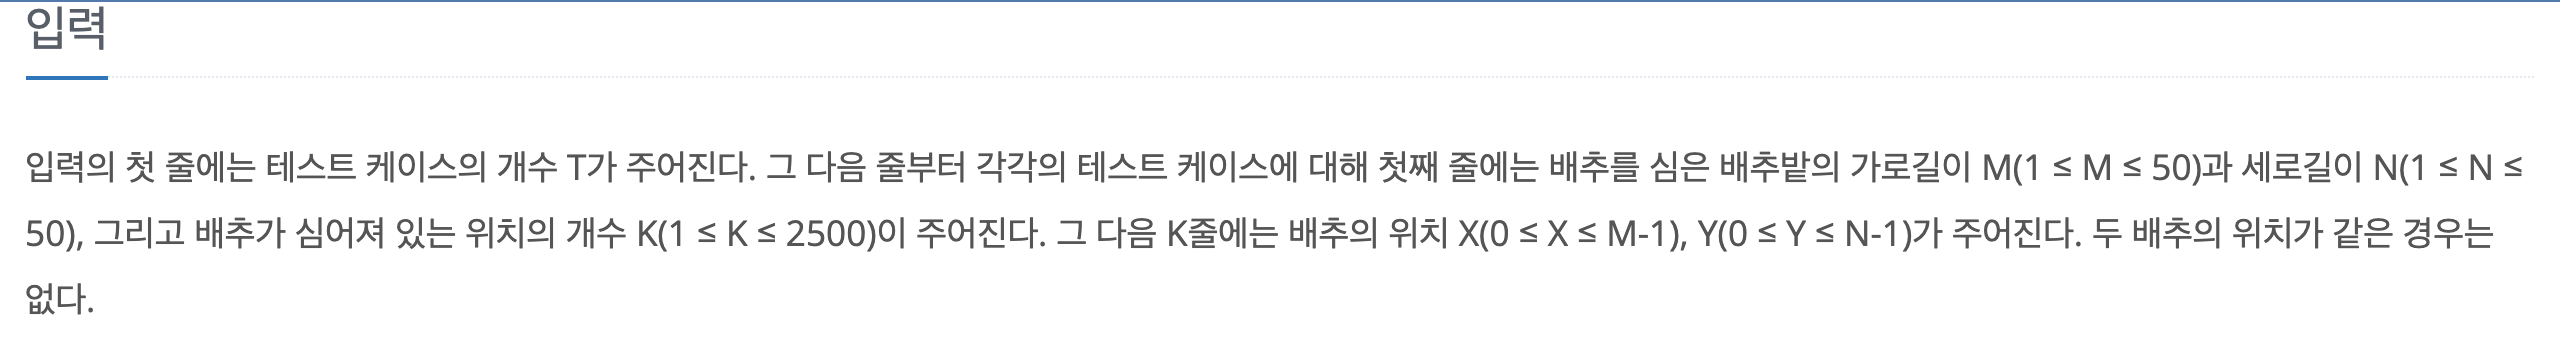 입력
입력의 첫 줄에는 테스트 케이스의 개수 T가 주어진다. 그 다음 줄부터 각각의 테스트 케이스에 대해 첫째 줄에는 배추를 심은 배추밭의 가로길이 M(1 ≤ M ≤ 50)과 세로길이 N(1 ≤ N ≤
50), 그리고 배추가 심어져 있는 위치의 개수 K(1 ≤ K ≤ 2500)이 주어진다. 그 다음 K줄에는 배추의 위치 X(0 ≤ X ≤ M-1), Y(0 ≤ Y ≤ N-1)가 주어진다. 두 배추의 위치가 같은 경우는
없다.